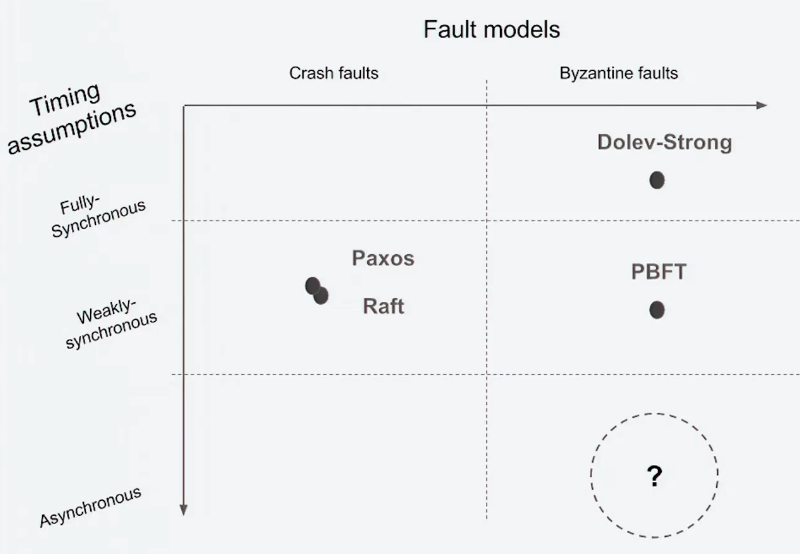 Fault models
Crash faults
Byzantine faults
Timing
assumptions
Dolev-Strong
Fully-
Synchronous
Paxos
PBFT
Raft
Weakly-
synchronous
?
Asynchronous